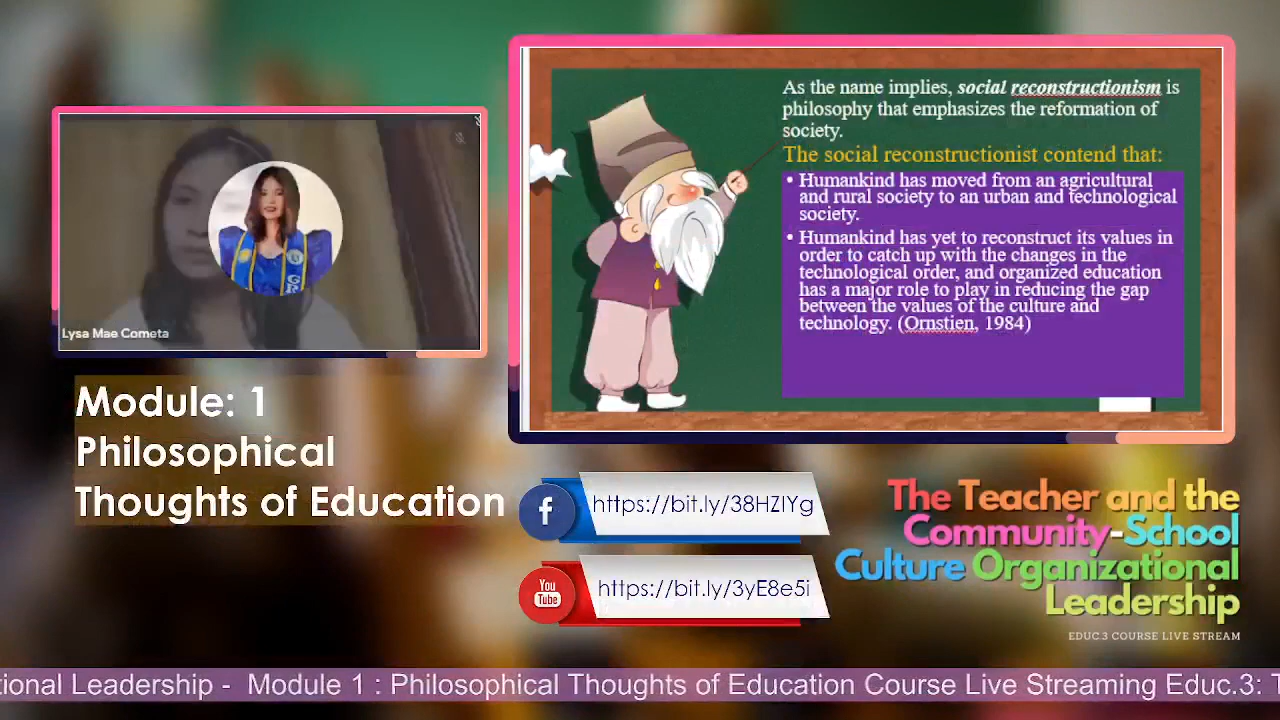 As the name implies, social reconstructionism is
philosophy that emphasizes the reformation of
society.
The social reconstructionist contend that:
• Humankind has moved from an agricultural
and rural society to an urban and technological
society.
• Humankind has yet to reconstruct its values in
order to catch up with the changes in the
technological order, and organized education
has a major role to play in reducing the gap
between the values of the culture and
technology. (Ornstien, 1984)
Lysa Mae Cometa
Module: 1
Philosophical
Thoughts of Education
f
https://bit.ly/38HZIYg
You
Tube
https://bit.ly/3yE8e5i
The Teacher and the
Community-School
Culture Organizational
Leadership
EDUC.3 COURSE LIVE STREAM
tional Leadership - Module 1 : Philosophical Thoughts of Education Course Live Streaming Educ.3: T